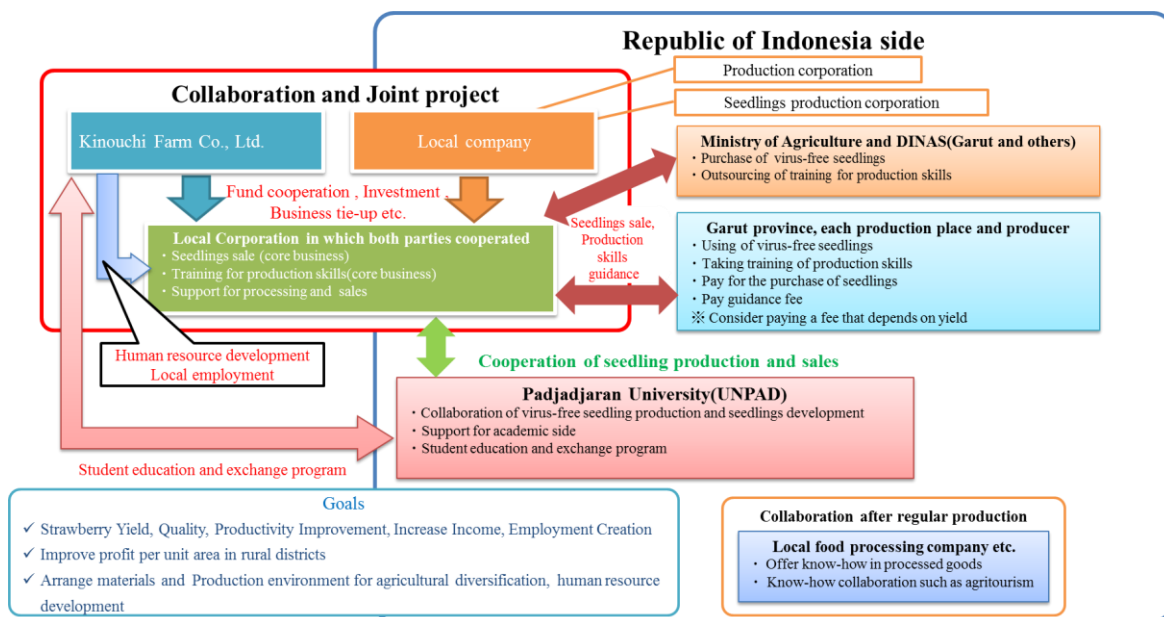 Republic of Indonesia side
Production corporation
Seedlings production corporation
Collaboration and Joint project
Kinouchi Farm Co., Ltd.
Local company
Fund cooperation , Investment ,
Business tie-up etc.
Local Corporation in which both parties cooperated
・Seedlings sale (core business)
・Training for production skills(core business)
・Support for processing and sales
Seedlings sale,
Production
skills
guidance
Ministry of Agriculture and DINAS(Garut and others)
・Purchase of virus-free seedlings
・Outsourcing of training for production skills
Garut province, each production place and producer
・Using of virus-free seedlings
・Taking training of production skills
・Pay for the purchase of seedlings
・Pay guidance fee
※ Consider paying a fee that depends on yield
Human resource development
Local employment
Cooperation of seedling production and sales
Padjadjaran University(UNPAD)
・Collaboration of virus-free seedling production and seedlings development
・Support for academic side
・Student education and exchange program
Student education and exchange program
Goals
✓ Strawberry Yield, Quality, Productivity Improvement, Increase Income, Employment Creation
✓ Improve profit per unit area in rural districts
✓ Arrange materials and Production environment for agricultural diversification, human resource
development
Collaboration after regular production
Local food processing company etc.
・Offer know-how in processed goods
・Know-how collaboration such as agritourism